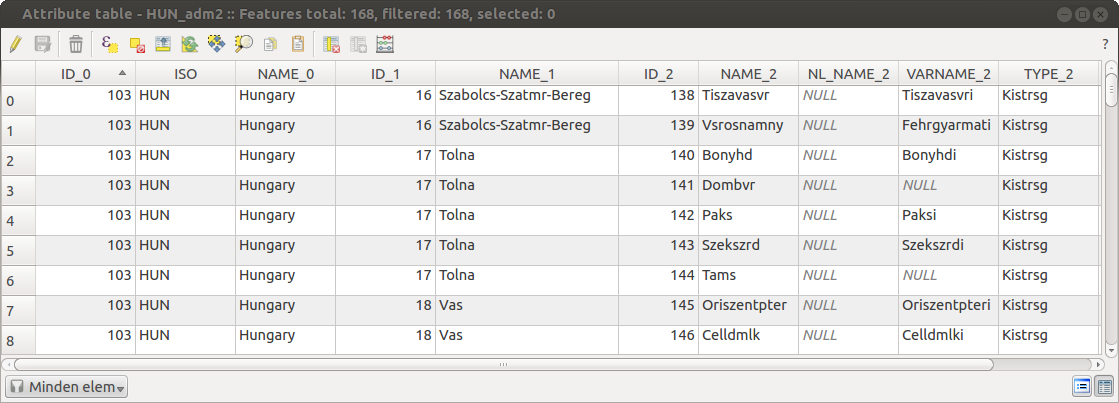 Attribute table - HUN_adm2 :: Features total: 168, filtered: 168, selected: 0
ε ?
ID_0 ISO NAME_0 ID_1 NAME_1 ID_2 NAME_2 NL_NAME_2 VARNAME_2 TYPE_2
0 103 HUN Hungary 16 Szabolcs-Szatmr-Bereg 138 Tiszavasvr NULL Tiszavasvri Kistrsg
1 103 HUN Hungary 16 Szabolcs-Szatmr-Bereg 139 Vsrosnamny NULL Fehrgyarmati Kistrsg
2 103 HUN Hungary 17 Tolna 140 Bonyhd NULL Bonyhdi Kistrsg
3 103 HUN Hungary 17 Tolna 141 Dombvr NULL NULL Kistrsg
4 103 HUN Hungary 17 Tolna 142 Paks NULL Paksi Kistrsg
5 103 HUN Hungary 17 Tolna 143 Szekszrd NULL Szekszrdi Kistrsg
6 103 HUN Hungary 17 Tolna 144 Tams NULL NULL Kistrsg
7 103 HUN Hungary 18 Vas 145 Oriszentpter NULL Oriszentpteri Kistrsg
8 103 HUN Hungary 18 Vas 146 Celldmlk NULL Celldmlki Kistrsg
Minden elem